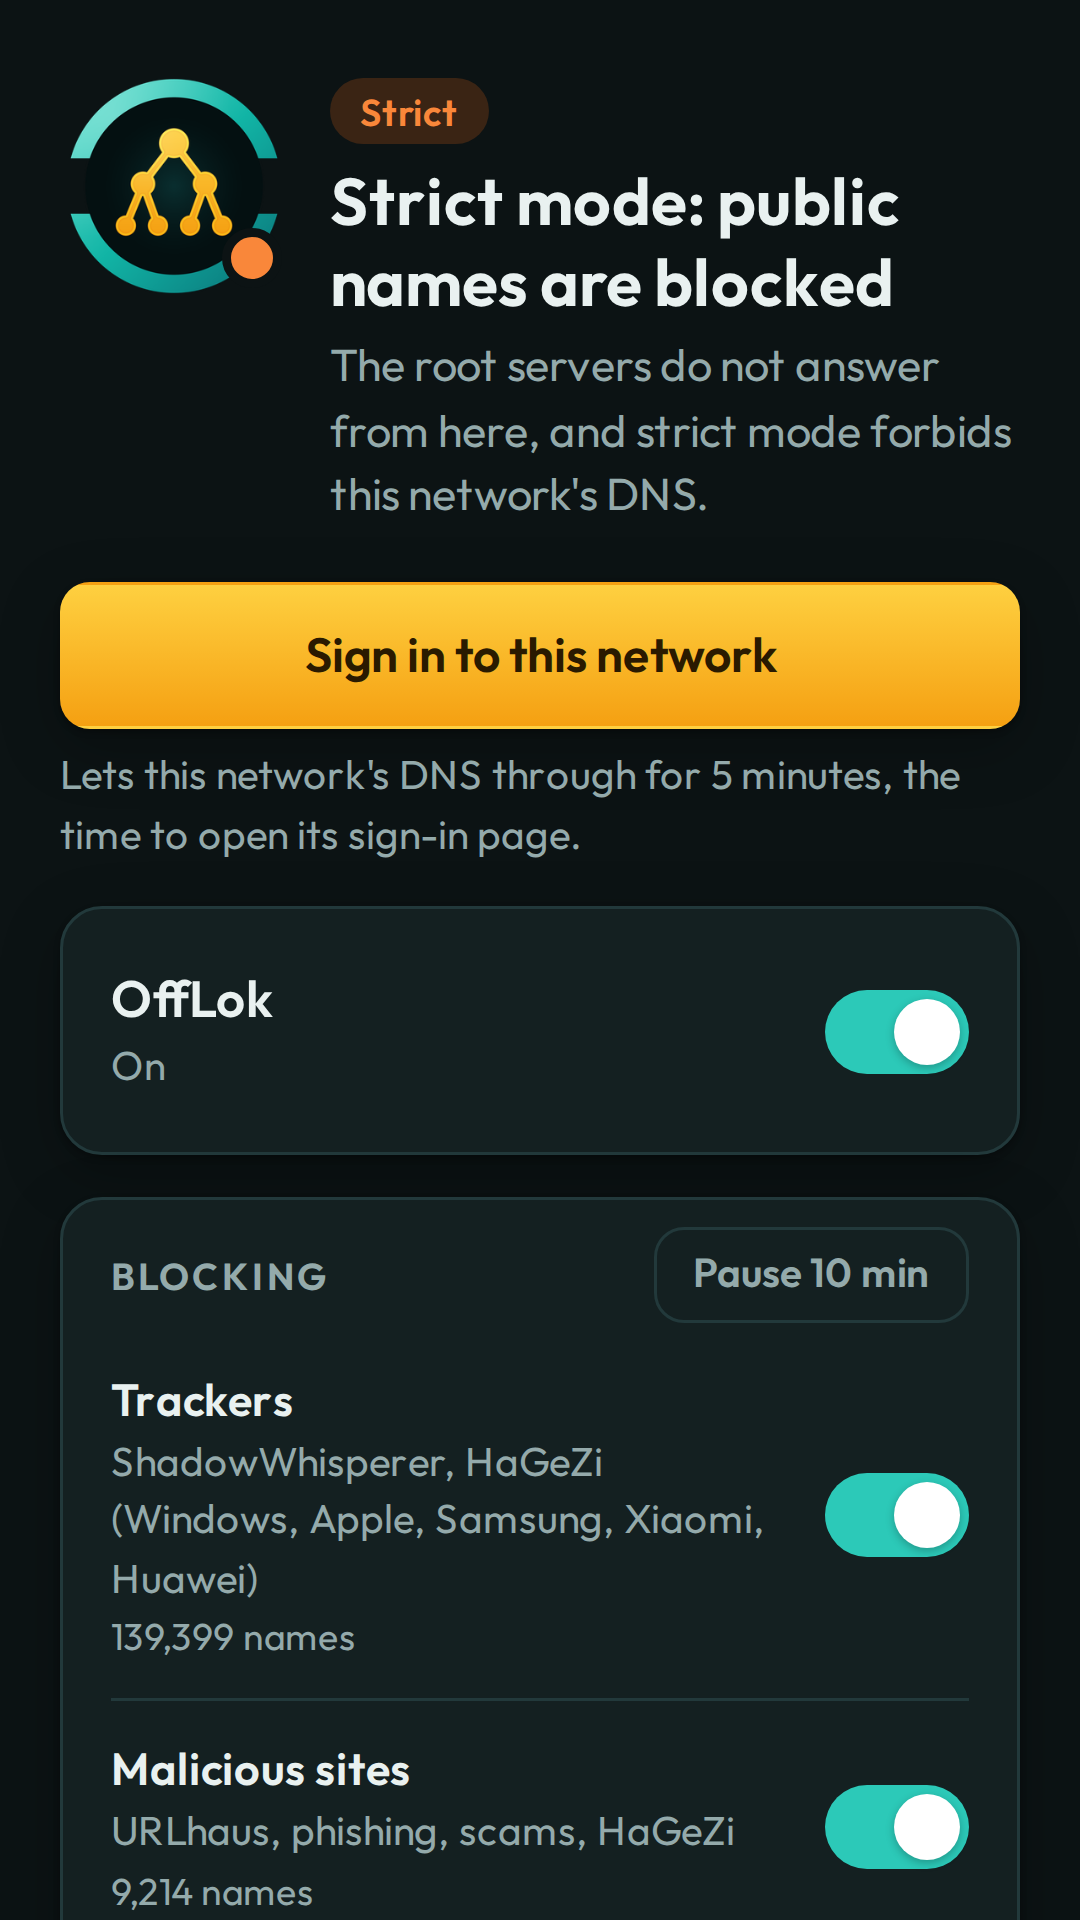 Strict
Strict mode: public
names are blocked
The root servers do not answer
from here, and strict mode forbids
this network's DNS.
Sign in to this network
Lets this network's DNS through for 5 minutes, the
time to open its sign-in page.
OffLok
On
BLOCKING
Pause 10 min
Trackers
ShadowWhisperer, HaGeZi
(Windows, Apple, Samsung, Xiaomi,
Huawei)
139,399 names
Malicious sites
URLhaus, phishing, scams, HaGeZi
9,214 names